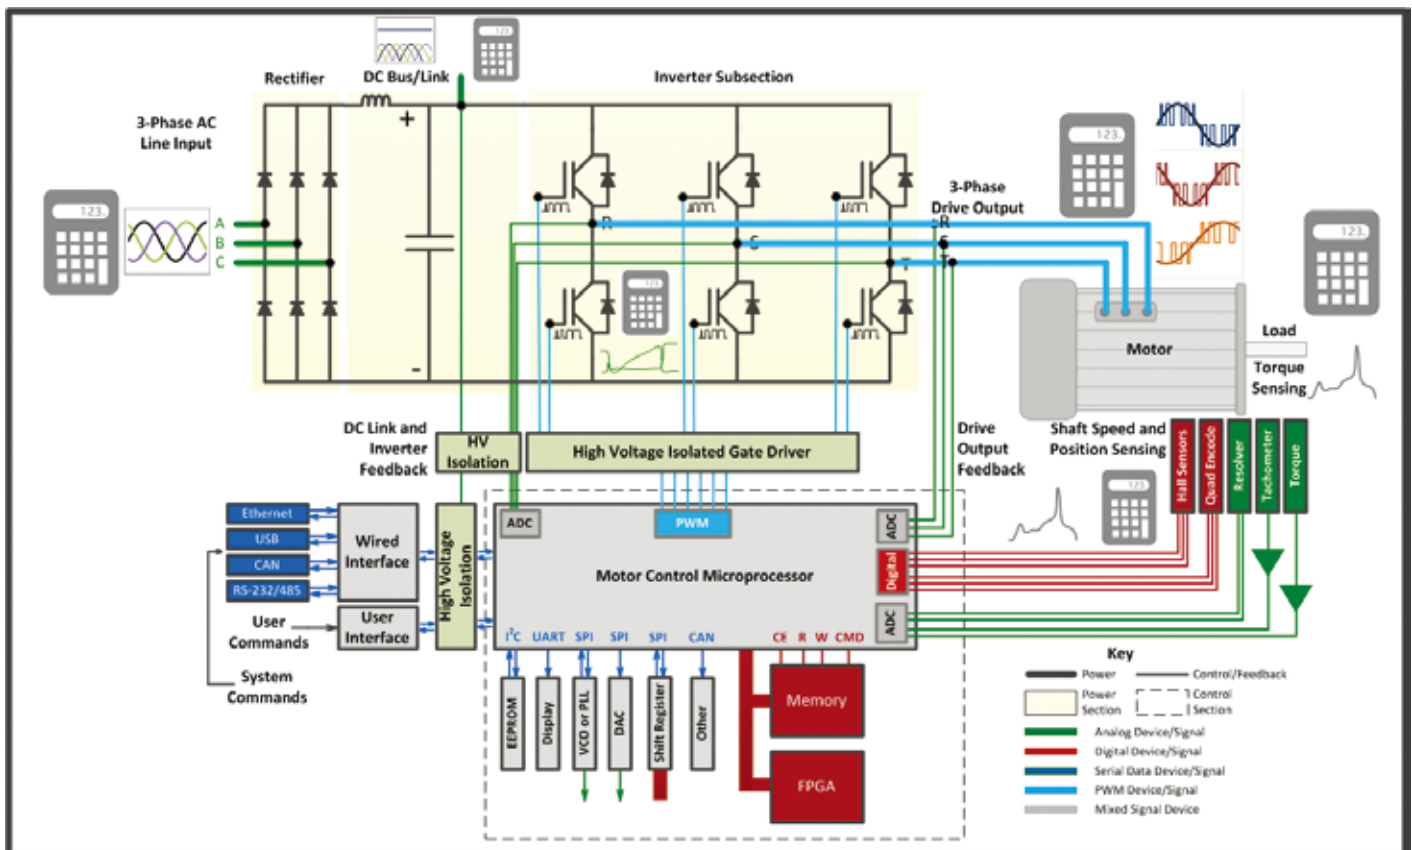 123.
123.
Rectifier
DC Bus/Link
Inverter Subsection
3-Phase AC
Line Input
+
123.
123.
A
B
C
R
S
T
3-Phase
Drive Output
R
S
T
123.
123.
-
Motor
Load
Torque
Sensing
DC Link and
Inverter
Feedback
HV
Isolation
High Voltage Isolated Gate Driver
Drive
Output
Feedback
Shaft Speed and
Position Sensing
123.
Hall Sensors
Quad Encode
Resolver
Tachometer
Torque
Ethernet
USB
CAN
RS-232/485
Wired
Interface
User
Interface
User
Commands
System
Commands
High Voltage
Isolation
ADC
PWM
ADC
Digital
ADC
Motor Control Microprocessor
I²C
UART
SPI
SPI
SPI
CAN
CE
R
W
CMD
EEPROM
Display
VCO or PLL
DAC
Shift Register
Other
Memory
FPGA
Key
Power
Control/Feedback
Power
Section
Control
Section
Analog Device/Signal
Digital Device/Signal
Serial Data Device/Signal
PWM Device/Signal
Mixed Signal Device